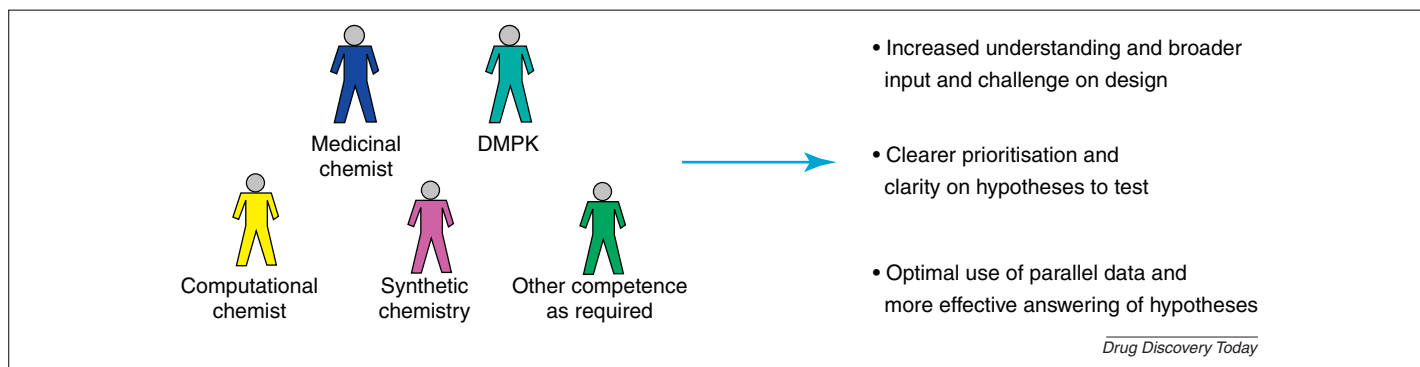 Medicinal
chemist
DMPK
Computational
chemist
Synthetic
chemistry
Other competence
as required
• Increased understanding and broader
input and challenge on design
• Clearer prioritisation and
clarity on hypotheses to test
• Optimal use of parallel data and
more effective answering of hypotheses
Drug Discovery Today